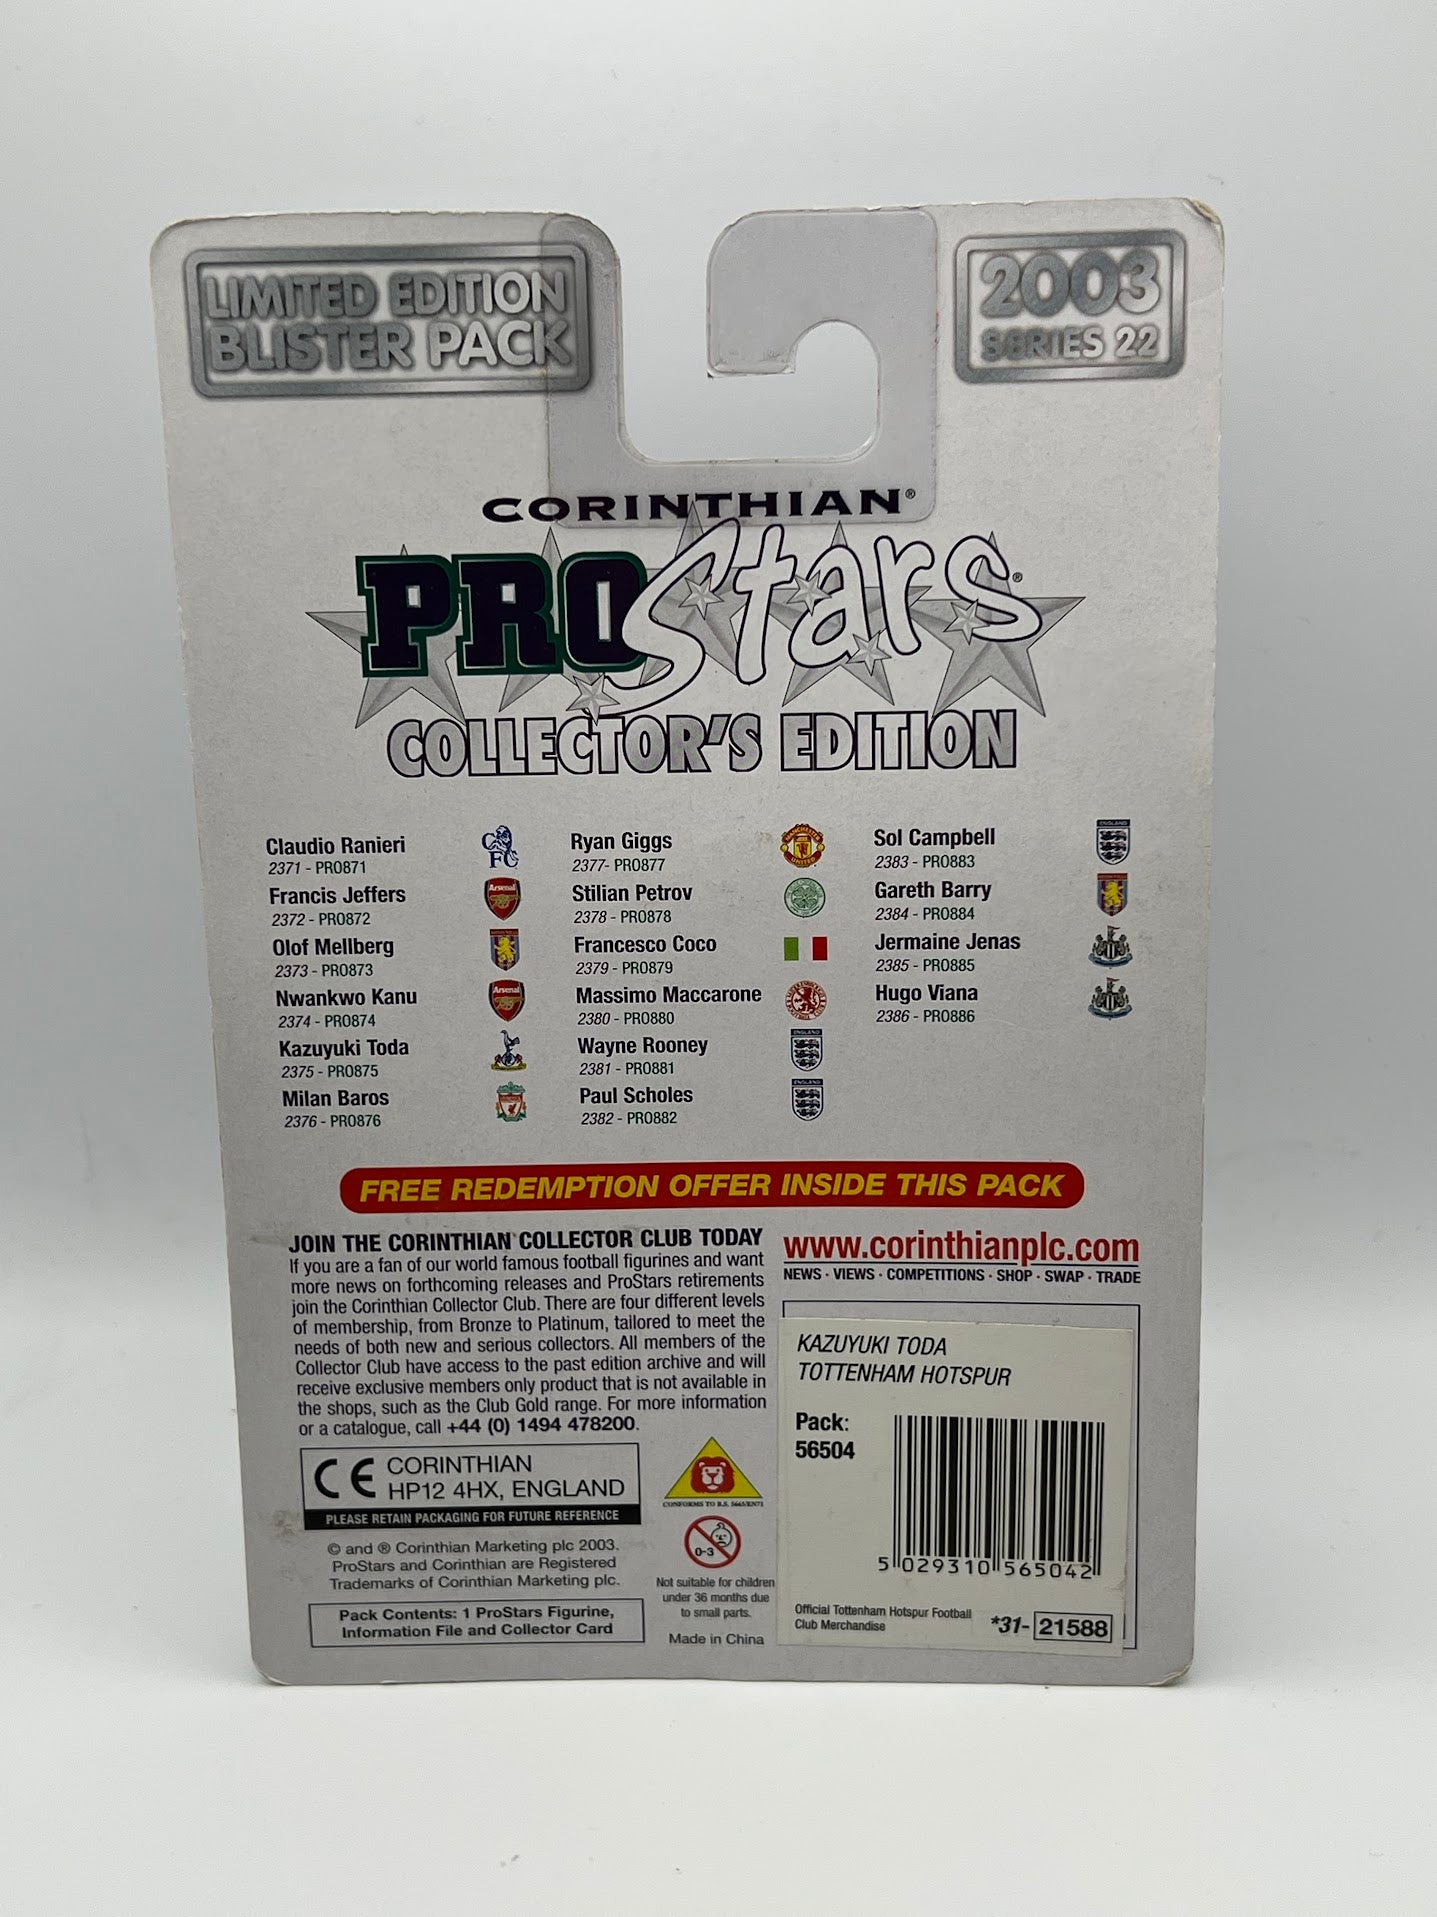 LIMITED EDITION
BLISTER PACK
2003
SERIES 22
CORINTHIAN®
PROStars®
COLLECTOR'S EDITION
Claudio Ranieri
2371 - PRO871
Francis Jeffers
2372 - PRO872
Olof Mellberg
2373 - PRO873
Nwankwo Kanu
2374 - PRO874
Kazuyuki Toda
2375 - PRO875
Milan Baros
2376 - PRO876
CFC
Arsenal
Arsenal
Ryan Giggs
2377- PRO877
Stilian Petrov
2378 - PRO878
Francesco Coco
2379 - PRO879
Massimo Maccarone
2380 - PRO880
Wayne Rooney
2381 - PRO881
Paul Scholes
2382 - PRO882
MANCHESTER
UNITED
ENGLAND
ENGLAND
Sol Campbell
2383 - PRO883
Gareth Barry
2384 - PRO884
Jermaine Jenas
2385 - PRO885
Hugo Viana
2386 - PRO886
ENGLAND
FREE REDEMPTION OFFER INSIDE THIS PACK
JOIN THE CORINTHIAN COLLECTOR CLUB TODAY
If you are a fan of our world famous football figurines and want
more news on forthcoming releases and ProStars retirements
join the Corinthian Collector Club. There are four different levels
of membership, from Bronze to Platinum, tailored to meet the
needs of both new and serious collectors. All members of the
Collector Club have access to the past edition archive and will
receive exclusive members only product that is not available in
the shops, such as the Club Gold range. For more information
or a catalogue, call +44 (0) 1494 478200.
www.corinthianplc.com
NEWS · VIEWS · COMPETITIONS · SHOP · SWAP · TRADE
CE CORINTHIAN
HP12 4HX, ENGLAND
PLEASE RETAIN PACKAGING FOR FUTURE REFERENCE
© and ® Corinthian Marketing plc 2003.
ProStars and Corinthian are Registered
Trademarks of Corinthian Marketing plc.
Pack Contents: 1 ProStars Figurine,
Information File and Collector Card
CONFORMS TO B.S. 5665/EN71
0-3
Not suitable for children
under 36 months due
to small parts.
Made in China
KAZUYUKI TODA
TOTTENHAM HOTSPUR
Pack:
56504
5 029310 565042
Official Tottenham Hotspur Football
Club Merchandise
*31- 21588